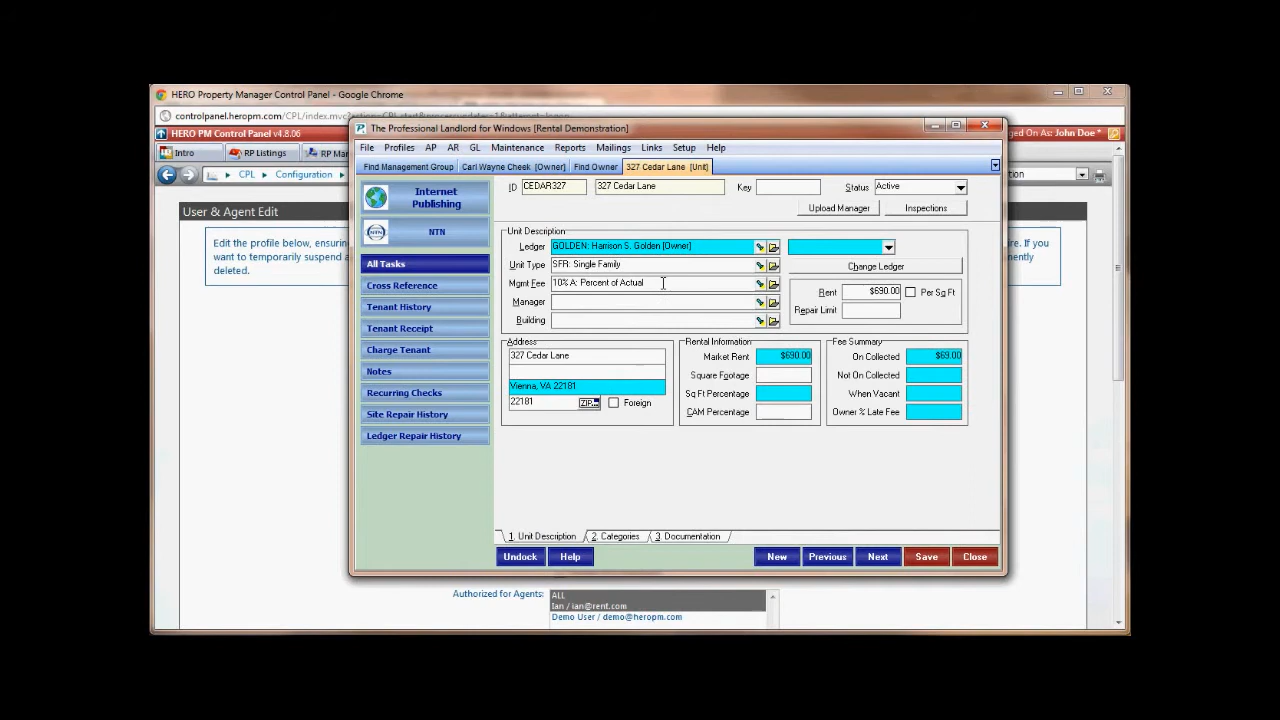 HERO Property Manager Control Panel - Google Chrome
HERO PM Control Panel v4.8.06
ged On As: John Doe *
Intro
RP Listings
RP Mar
CPL
Configuration
tion
User & Agent Edit
Edit the profile below, ensuring
want to temporarily suspend a
deleted.
ure. If you
The Professional Landlord for Windows [Rental Demonstration]
File Profiles AP AR GL Maintenance Reports Mailings Links Setup Help
Find Management Group Carl Wayne Cheek [Owner] Find Owner 327 Cedar Lane [Unit]
Internet Publishing
NTN
All Tasks
Cross Reference
Tenant History
Tenant Receipt
Charge Tenant
Notes
Recurring Checks
Site Repair History
Ledger Repair History
ID CEDAR327 327 Cedar Lane Key Status Active
Upload Manager Inspections
Unit Description
Ledger GOLDEN: Harrison S. Golden [Owner]
Unit Type SFR: Single Family Change Ledger
Mgmt Fee 10% A: Percent of Actual
Rent $690.00 Per Sq Ft
Manager
Repair Limit
Building
Address
327 Cedar Lane
Vienna, VA 22181
22181 ZIP... Foreign
Rental Information
Market Rent $690.00
Square Footage
Sq Ft Percentage
CAM Percentage
Fee Summary
On Collected $69.00
Not On Collected
When Vacant
Owner % Late Fee
1. Unit Description 2. Categories 3. Documentation
Undock Help New Previous Next Save Close
Authorized for Agents: ALL
Ian / ian@rent.com
Demo User / demo@heropm.com